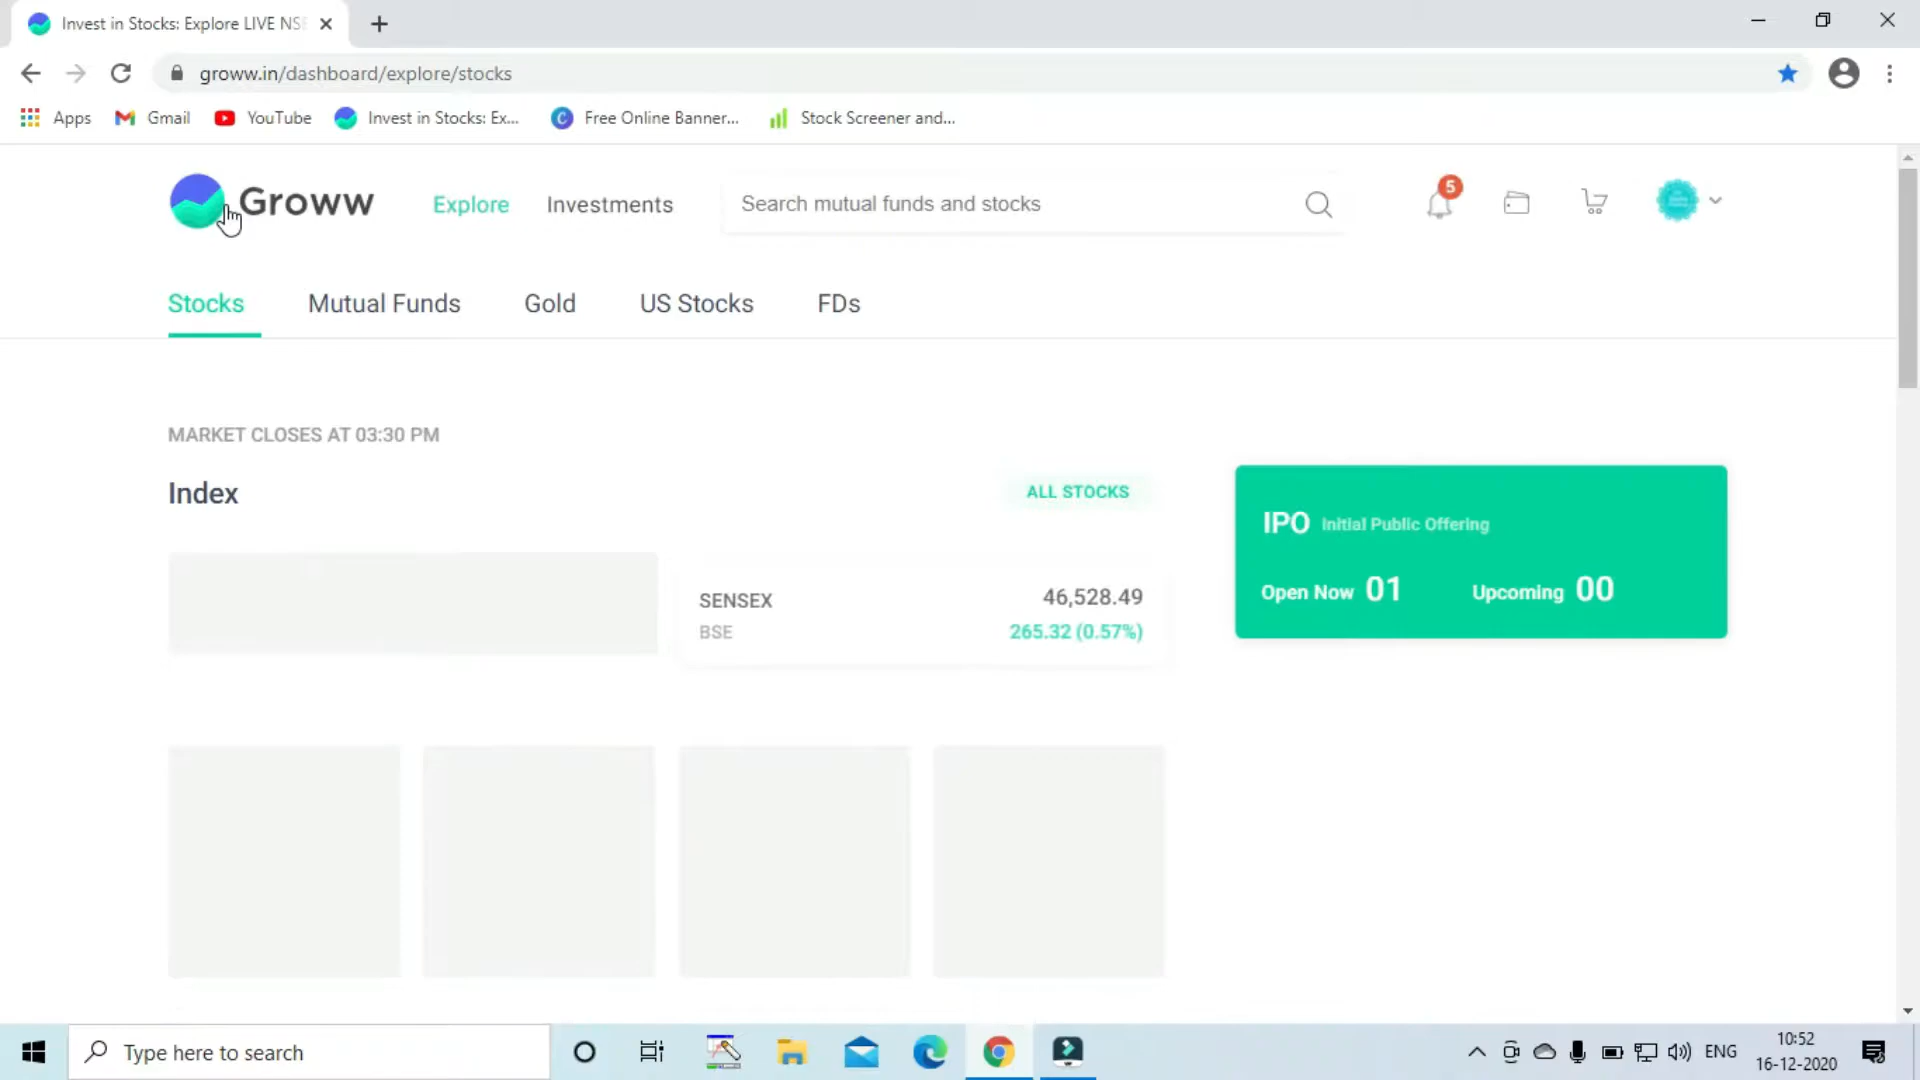 Invest in Stocks: Explore LIVE NS
groww.in/dashboard/explore/stocks
Apps Gmail YouTube Invest in Stocks: Ex... Free Online Banner... Stock Screener and...
Groww Explore Investments Search mutual funds and stocks 5
Stocks Mutual Funds Gold US Stocks FDs
MARKET CLOSES AT 03:30 PM
Index ALL STOCKS
IPO Initial Public Offering
Open Now 01 Upcoming 00
SENSEX 46,528.49
BSE 265.32 (0.57%)
Type here to search
ENG
10:52
16-12-2020